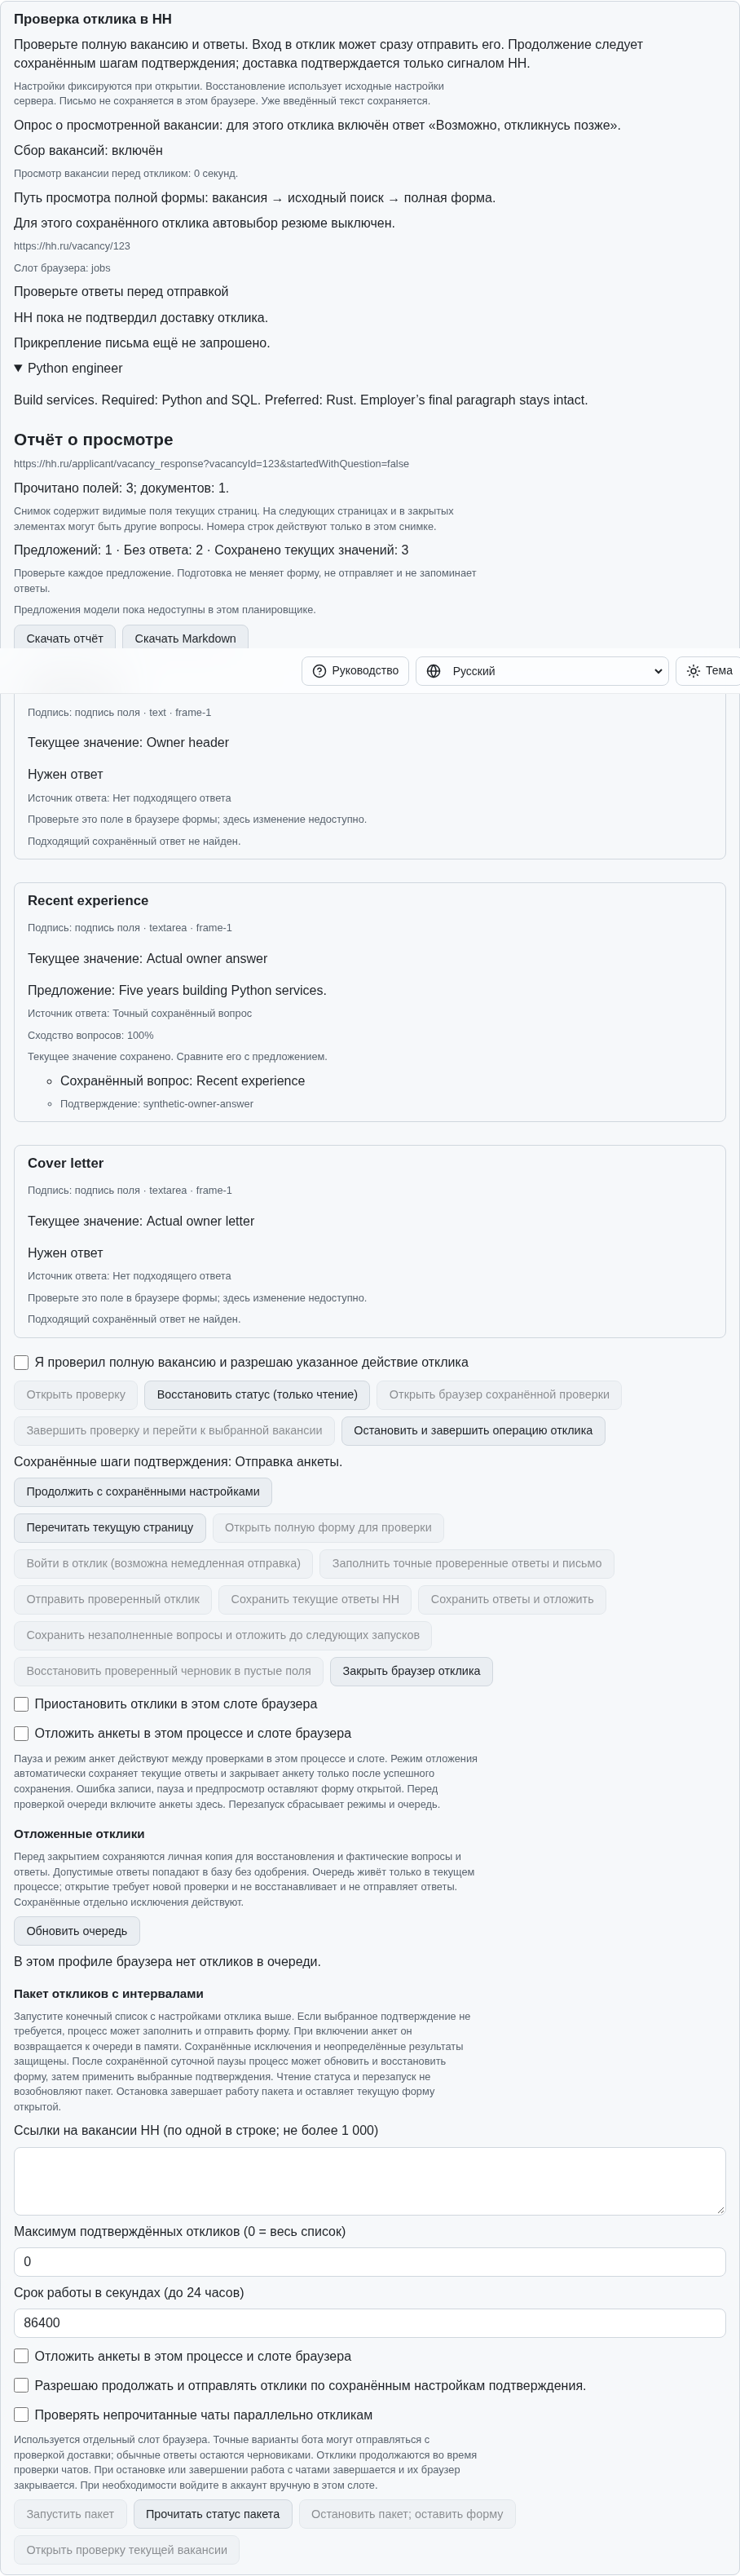 Проверка отклика в HH
Проверьте полную вакансию и ответы. Вход в отклик может сразу отправить его. Продолжение следует
сохранённым шагам подтверждения; доставка подтверждается только сигналом HH.
Настройки фиксируются при открытии. Восстановление использует исходные настройки
сервера. Письмо не сохраняется в этом браузере. Уже введённый текст сохраняется.
Опрос о просмотренной вакансии: для этого отклика включён ответ «Возможно, откликнусь позже».
Сбор вакансий: включён
Просмотр вакансии перед откликом: 0 секунд.
Путь просмотра полной формы: вакансия → исходный поиск → полная форма.
Для этого сохранённого отклика автовыбор резюме выключен.
https://hh.ru/vacancy/123
Слот браузера: jobs
Проверьте ответы перед отправкой
HH пока не подтвердил доставку отклика.
Прикрепление письма ещё не запрошено.
▼ Python engineer
Build services. Required: Python and SQL. Preferred: Rust. Employer’s final paragraph stays intact.
Отчёт о просмотре
https://hh.ru/applicant/vacancy_response?vacancyId=123&startedWithQuestion=false
Прочитано полей: 3; документов: 1.
Снимок содержит видимые поля текущих страниц. На следующих страницах и в закрытых
элементах могут быть другие вопросы. Номера строк действуют только в этом снимке.
Предложений: 1 · Без ответа: 2 · Сохранено текущих значений: 3
Проверьте каждое предложение. Подготовка не меняет форму, не отправляет и не запоминает
ответы.
Предложения модели пока недоступны в этом планировщике.
Скачать отчёт Скачать Markdown
Руководство Русский Тема
Подпись: подпись поля · text · frame-1
Текущее значение: Owner header
Нужен ответ
Источник ответа: Нет подходящего ответа
Проверьте это поле в браузере формы; здесь изменение недоступно.
Подходящий сохранённый ответ не найден.
Recent experience
Подпись: подпись поля · textarea · frame-1
Текущее значение: Actual owner answer
Предложение: Five years building Python services.
Источник ответа: Точный сохранённый вопрос
Сходство вопросов: 100%
Текущее значение сохранено. Сравните его с предложением.
Сохранённый вопрос: Recent experience
Подтверждение: synthetic-owner-answer
Cover letter
Подпись: подпись поля · textarea · frame-1
Текущее значение: Actual owner letter
Нужен ответ
Источник ответа: Нет подходящего ответа
Проверьте это поле в браузере формы; здесь изменение недоступно.
Подходящий сохранённый ответ не найден.
Я проверил полную вакансию и разрешаю указанное действие отклика
Открыть проверку Восстановить статус (только чтение) Открыть браузер сохранённой проверки
Завершить проверку и перейти к выбранной вакансии Остановить и завершить операцию отклика
Сохранённые шаги подтверждения: Отправка анкеты.
Продолжить с сохранёнными настройками
Перечитать текущую страницу Открыть полную форму для проверки
Войти в отклик (возможна немедленная отправка) Заполнить точные проверенные ответы и письмо
Отправить проверенный отклик Сохранить текущие ответы HH Сохранить ответы и отложить
Сохранить незаполненные вопросы и отложить до следующих запусков
Восстановить проверенный черновик в пустые поля Закрыть браузер отклика
Приостановить отклики в этом слоте браузера
Отложить анкеты в этом процессе и слоте браузера
Пауза и режим анкет действуют между проверками в этом процессе и слоте. Режим отложения
автоматически сохраняет текущие ответы и закрывает анкету только после успешного
сохранения. Ошибка записи, пауза и предпросмотр оставляют форму открытой. Перед
проверкой очереди включите анкеты здесь. Перезапуск сбрасывает режимы и очередь.
Отложенные отклики
Перед закрытием сохраняются личная копия для восстановления и фактические вопросы и
ответы. Допустимые ответы попадают в базу без одобрения. Очередь живёт только в текущем
процессе; открытие требует новой проверки и не восстанавливает и не отправляет ответы.
Сохранённые отдельно исключения действуют.
Обновить очередь
В этом профиле браузера нет откликов в очереди.
Пакет откликов с интервалами
Запустите конечный список с настройками отклика выше. Если выбранное подтверждение не
требуется, процесс может заполнить и отправить форму. При включении анкет он
возвращается к очереди в памяти. Сохранённые исключения и неопределённые результаты
защищены. После сохранённой суточной паузы процесс может обновить и восстановить
форму, затем применить выбранные подтверждения. Чтение статуса и перезапуск не
возобновляют пакет. Остановка завершает работу пакета и оставляет текущую форму
открытой.
Ссылки на вакансии HH (по одной в строке; не более 1 000)
Максимум подтверждённых откликов (0 = весь список)
0
Срок работы в секундах (до 24 часов)
86400
Отложить анкеты в этом процессе и слоте браузера
Разрешаю продолжать и отправлять отклики по сохранённым настройкам подтверждения.
Проверять непрочитанные чаты параллельно откликам
Используется отдельный слот браузера. Точные варианты бота могут отправляться с
проверкой доставки; обычные ответы остаются черновиками. Отклики продолжаются во время
проверки чатов. При остановке или завершении работа с чатами завершается и их браузер
закрывается. При необходимости войдите в аккаунт вручную в этом слоте.
Запустить пакет Прочитать статус пакета Остановить пакет; оставить форму
Открыть проверку текущей вакансии